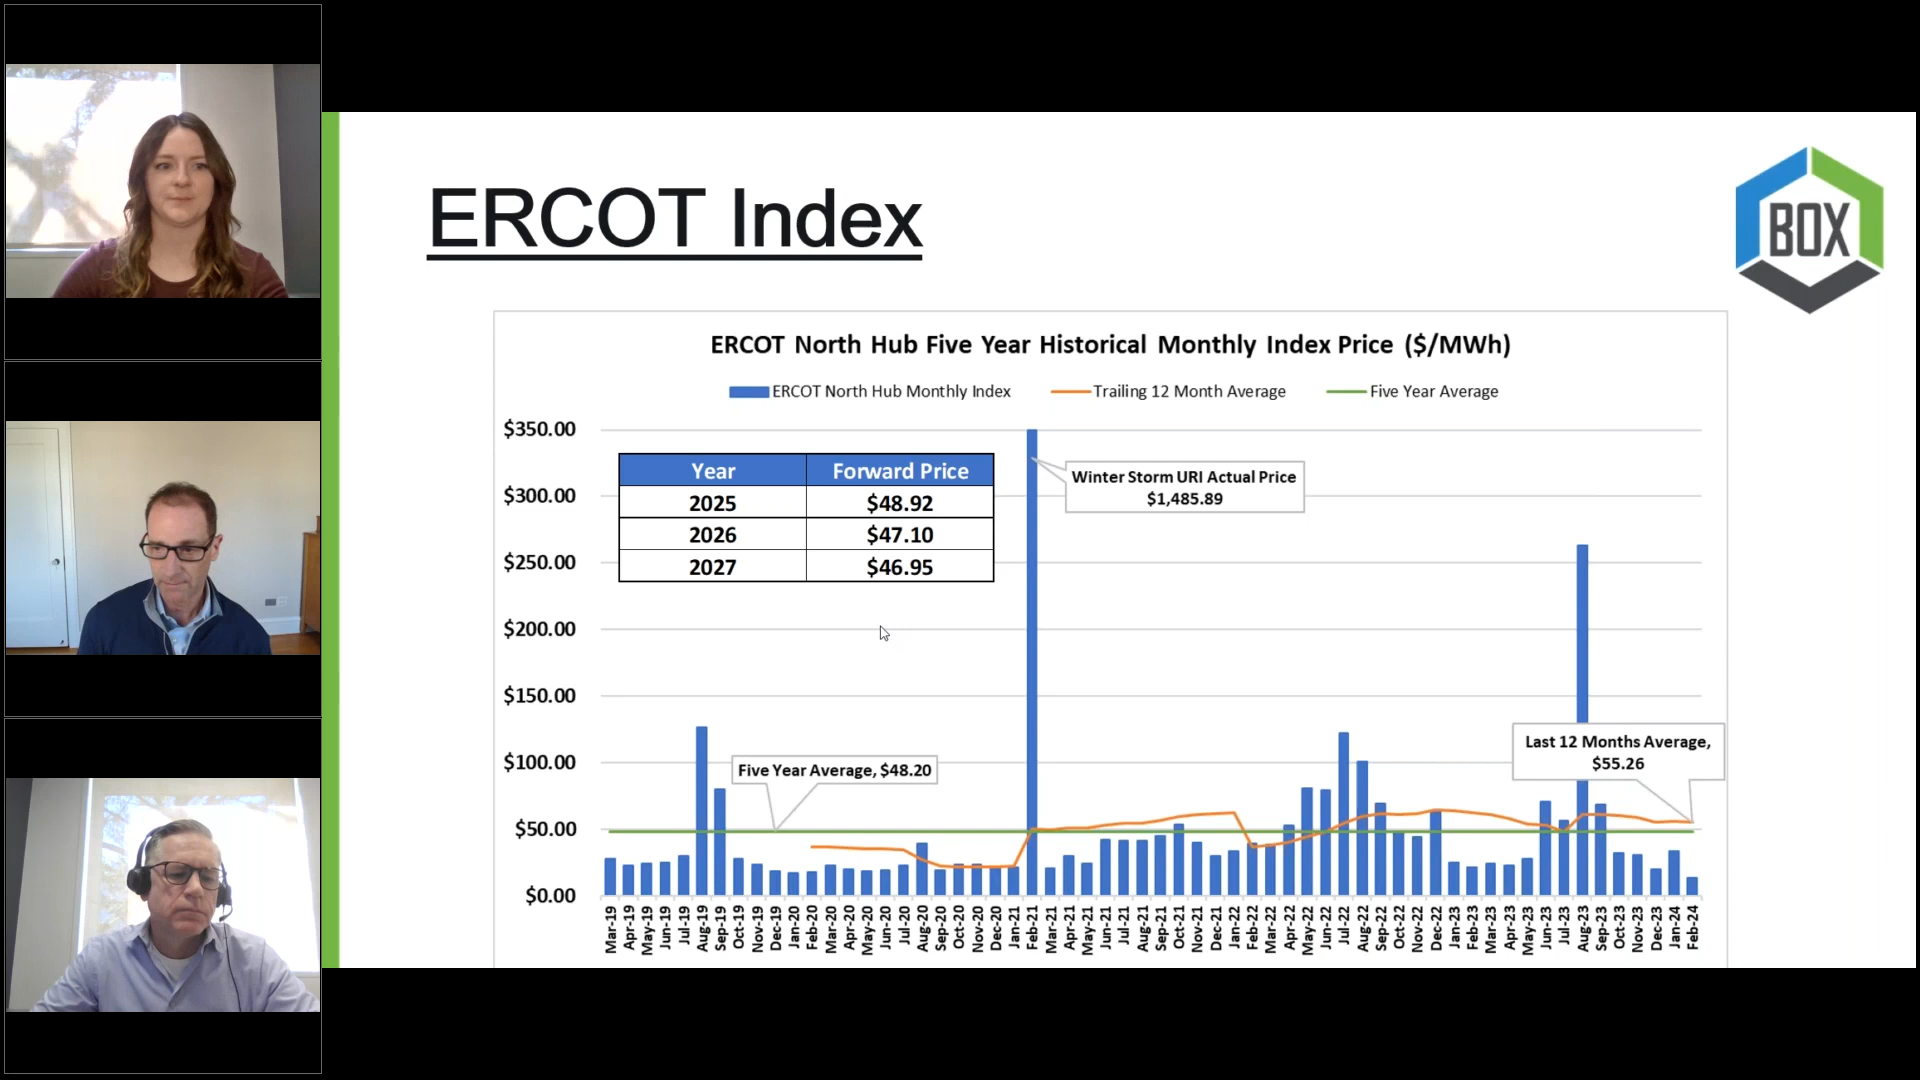 ERCOT Index
BOX
ERCOT North Hub Five Year Historical Monthly Index Price ($/MWh)
ERCOT North Hub Monthly Index
Trailing 12 Month Average
Five Year Average
$350.00
$300.00
$250.00
$200.00
$150.00
$100.00
$50.00
$0.00
Year Forward Price
2025 $48.92
2026 $47.10
2027 $46.95
Winter Storm URI Actual Price
$1,485.89
Five Year Average, $48.20
Last 12 Months Average,
$55.26
Mar-19
Apr-19
May-19
Jun-19
Jul-19
Aug-19
Sep-19
Oct-19
Nov-19
Dec-19
Jan-20
Feb-20
Mar-20
Apr-20
May-20
Jun-20
Jul-20
Aug-20
Sep-20
Oct-20
Nov-20
Dec-20
Jan-21
Feb-21
Mar-21
Apr-21
May-21
Jun-21
Jul-21
Aug-21
Sep-21
Oct-21
Nov-21
Dec-21
Jan-22
Feb-22
Mar-22
Apr-22
May-22
Jun-22
Jul-22
Aug-22
Sep-22
Oct-22
Nov-22
Dec-22
Jan-23
Feb-23
Mar-23
Apr-23
May-23
Jun-23
Jul-23
Aug-23
Sep-23
Oct-23
Nov-23
Dec-23
Jan-24
Feb-24